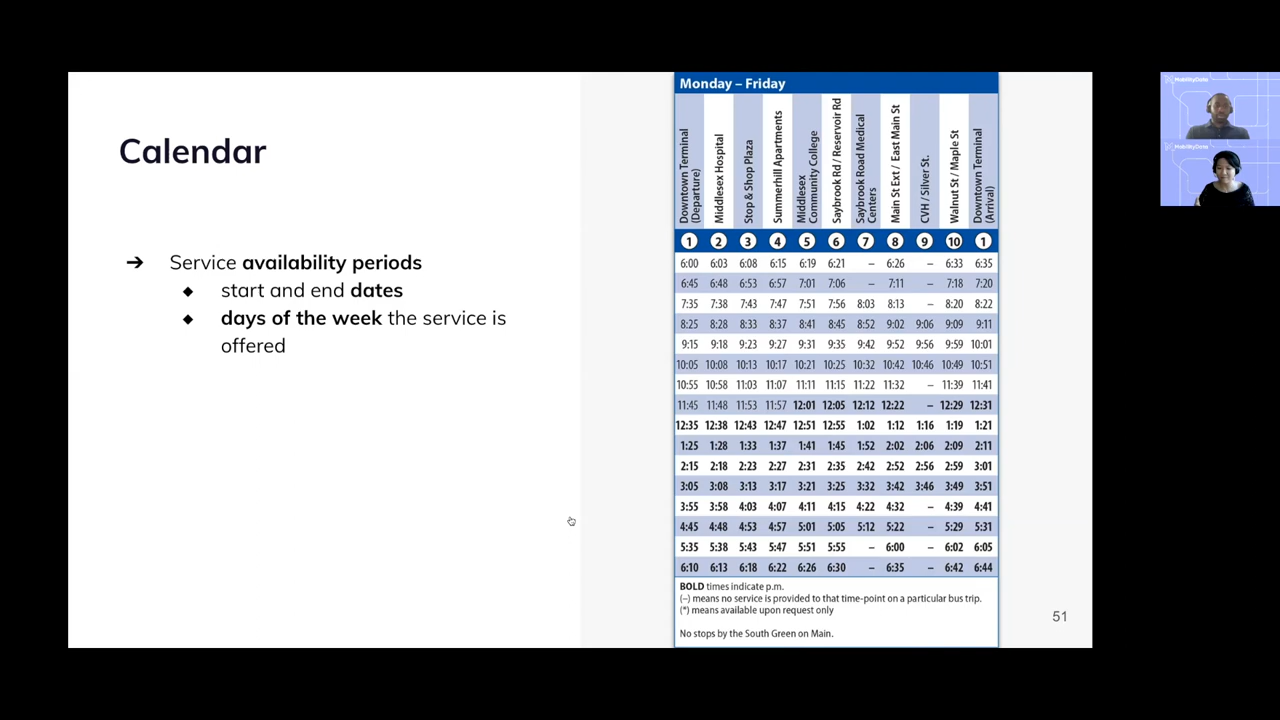 Calendar
➔ Service availability periods
◆ start and end dates
◆ days of the week the service is
offered
Monday – Friday
Downtown Terminal (Departure)
Middlesex Hospital
Stop & Shop Plaza
Summerhill Apartments
Middlesex Community College
Saybrook Rd / Reservoir Rd
Saybrook Road Medical Centers
Main St Ext / East Main St
CVH / Silver St.
Walnut St / Maple St
Downtown Terminal (Arrival)
1 2 3 4 5 6 7 8 9 10 1
6:00 6:03 6:08 6:15 6:19 6:21 – 6:26 – 6:33 6:35
6:45 6:48 6:53 6:57 7:01 7:06 – 7:11 – 7:18 7:20
7:35 7:38 7:43 7:47 7:51 7:56 8:03 8:13 – 8:20 8:22
8:25 8:28 8:33 8:37 8:41 8:45 8:52 9:02 9:06 9:09 9:11
9:15 9:18 9:23 9:27 9:31 9:35 9:42 9:52 9:56 9:59 10:01
10:05 10:08 10:13 10:17 10:21 10:25 10:32 10:42 10:46 10:49 10:51
10:55 10:58 11:03 11:07 11:11 11:15 11:22 11:32 – 11:39 11:41
11:45 11:48 11:53 11:57 12:01 12:05 12:12 12:22 – 12:29 12:31
12:35 12:38 12:43 12:47 12:51 12:55 1:02 1:12 1:16 1:19 1:21
1:25 1:28 1:33 1:37 1:41 1:45 1:52 2:02 2:06 2:09 2:11
2:15 2:18 2:23 2:27 2:31 2:35 2:42 2:52 2:56 2:59 3:01
3:05 3:08 3:13 3:17 3:21 3:25 3:32 3:42 3:46 3:49 3:51
3:55 3:58 4:03 4:07 4:11 4:15 4:22 4:32 – 4:39 4:41
4:45 4:48 4:53 4:57 5:01 5:05 5:12 5:22 – 5:29 5:31
5:35 5:38 5:43 5:47 5:51 5:55 – 6:00 – 6:02 6:05
6:10 6:13 6:18 6:22 6:26 6:30 – 6:35 – 6:42 6:44
BOLD times indicate p.m.
(–) means no service is provided to that time-point on a particular bus trip.
(*) means available upon request only
No stops by the South Green on Main.
51
MobilityData
MobilityData